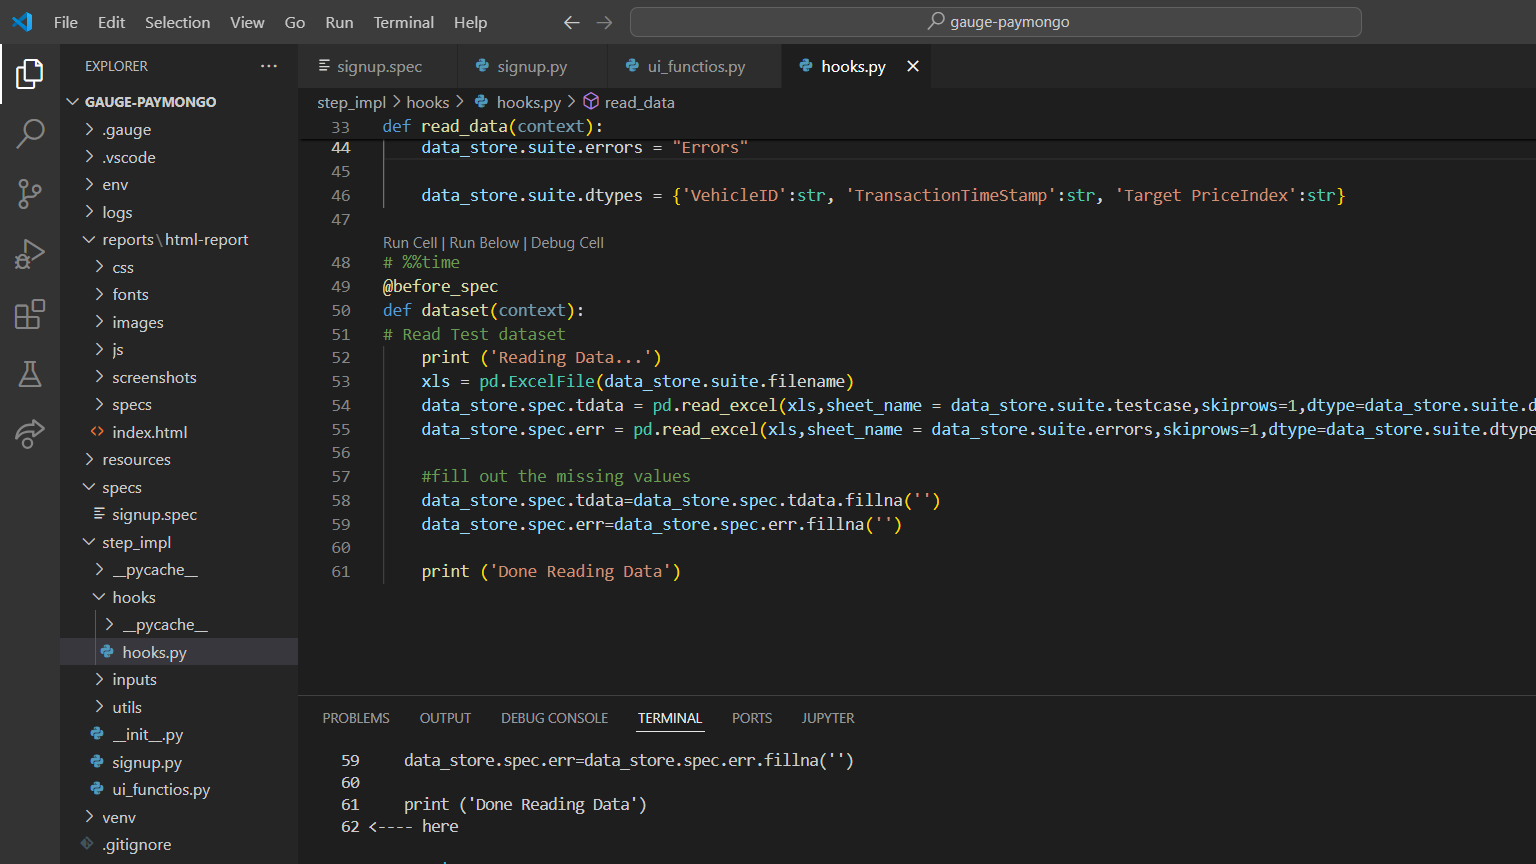 File Edit Selection View Go Run Terminal Help
gauge-paymongo
EXPLORER
GAUGE-PAYMONGO
.gauge
.vscode
env
logs
reports\html-report
css
fonts
images
js
screenshots
specs
index.html
resources
specs
signup.spec
step_impl
__pycache__
hooks
__pycache__
hooks.py
inputs
utils
__init__.py
signup.py
ui_functios.py
venv
.gitignore
signup.spec signup.py ui_functios.py hooks.py
step_impl > hooks > hooks.py > read_data
33 def read_data(context):
44 data_store.suite.errors = "Errors"
45
46 data_store.suite.dtypes = {'VehicleID':str, 'TransactionTimeStamp':str, 'Target PriceIndex':str}
47
Run Cell | Run Below | Debug Cell
48 # %%time
49 @before_spec
50 def dataset(context):
51 # Read Test dataset
52 print ('Reading Data...')
53 xls = pd.ExcelFile(data_store.suite.filename)
54 data_store.spec.tdata = pd.read_excel(xls,sheet_name = data_store.suite.testcase,skiprows=1,dtype=data_store.suite.d
55 data_store.spec.err = pd.read_excel(xls,sheet_name = data_store.suite.errors,skiprows=1,dtype=data_store.suite.dtype
56
57 #fill out the missing values
58 data_store.spec.tdata=data_store.spec.tdata.fillna('')
59 data_store.spec.err=data_store.spec.err.fillna('')
60
61 print ('Done Reading Data')
PROBLEMS OUTPUT DEBUG CONSOLE TERMINAL PORTS JUPYTER
59 data_store.spec.err=data_store.spec.err.fillna('')
60
61 print ('Done Reading Data')
62 <---- here